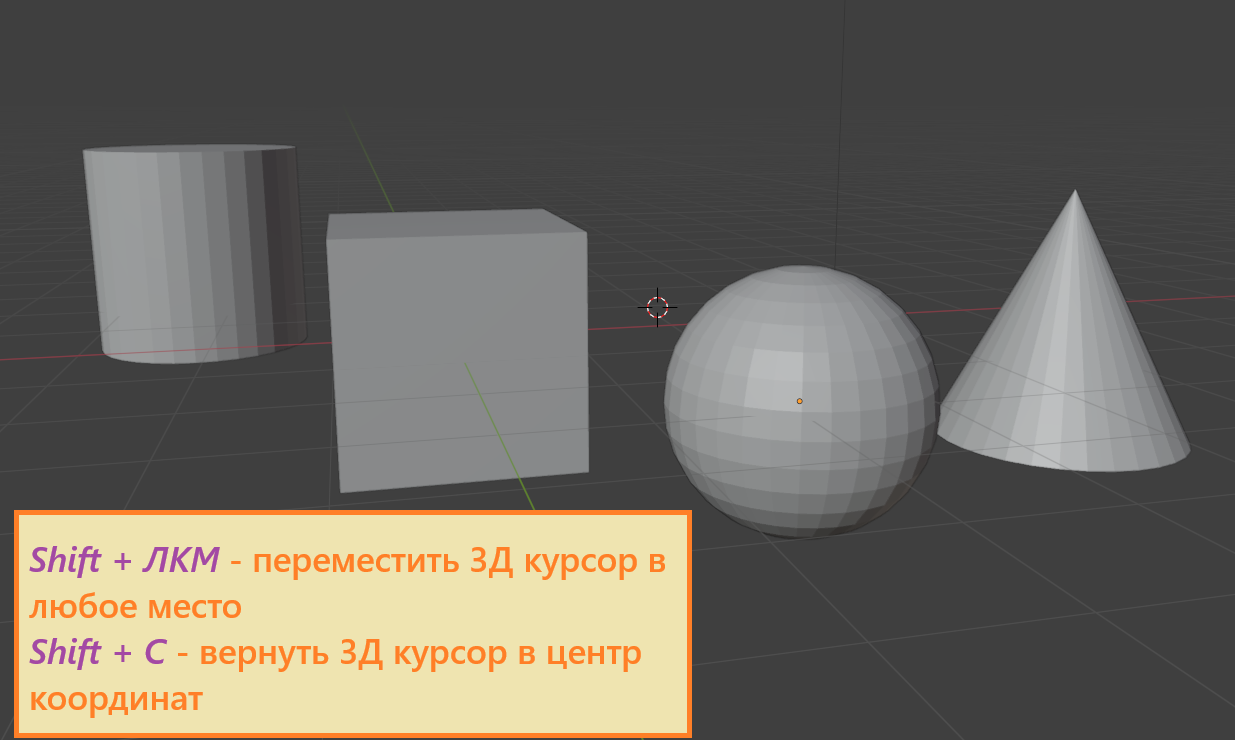 Shift + ЛКМ - переместить 3Д курсор в
любое место
Shift + C - вернуть 3Д курсор в центр
координат